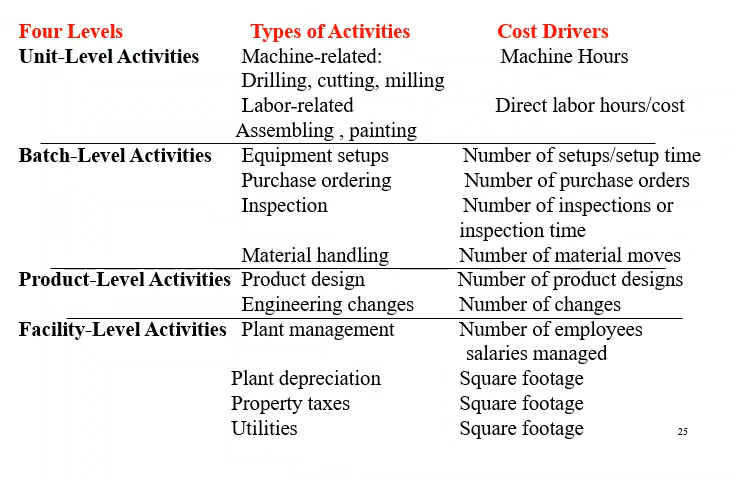 Four Levels Types of Activities Cost Drivers
Unit-Level Activities Machine-related: Machine Hours
Drilling, cutting, milling
Labor-related Direct labor hours/cost
Assembling , painting
Batch-Level Activities Equipment setups Number of setups/setup time
Purchase ordering Number of purchase orders
Inspection Number of inspections or
inspection time
Material handling Number of material moves
Product-Level Activities Product design Number of product designs
Engineering changes Number of changes
Facility-Level Activities Plant management Number of employees
salaries managed
Plant depreciation Square footage
Property taxes Square footage
Utilities Square footage 25